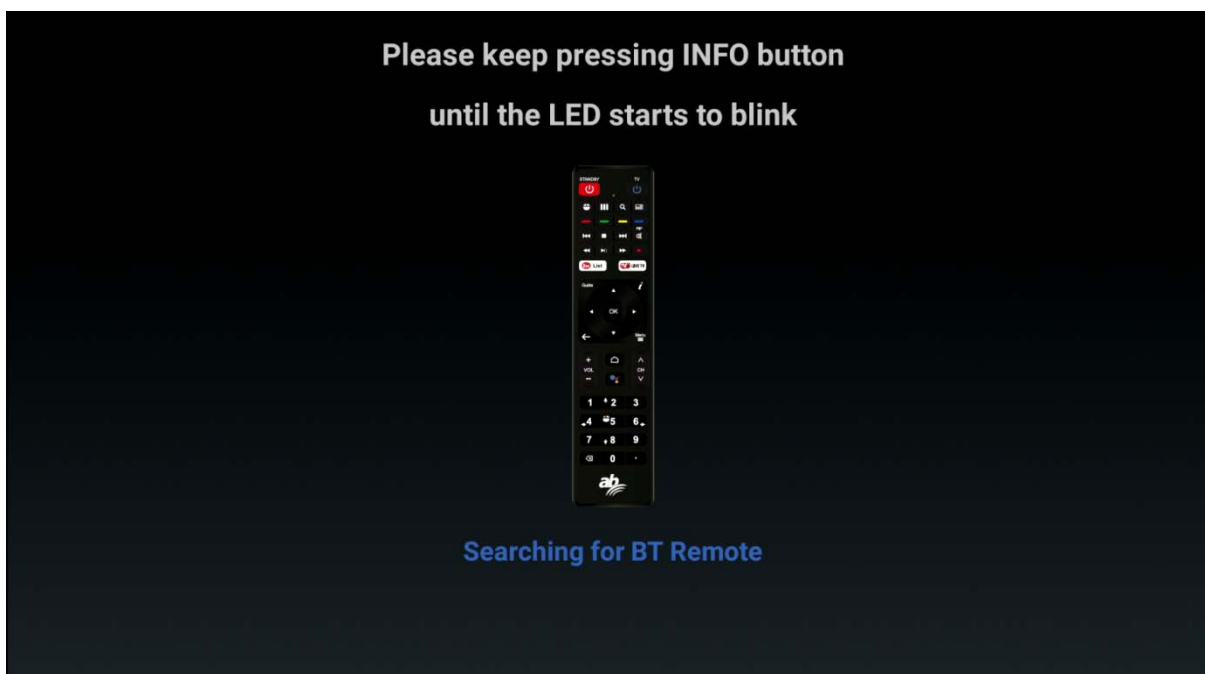 Please keep pressing INFO button
until the LED starts to blink
STANDBY TV
Guide i
OK
Menu
VOL CH
1 2 3
4 5 6
7 8 9
0
ab
Searching for BT Remote